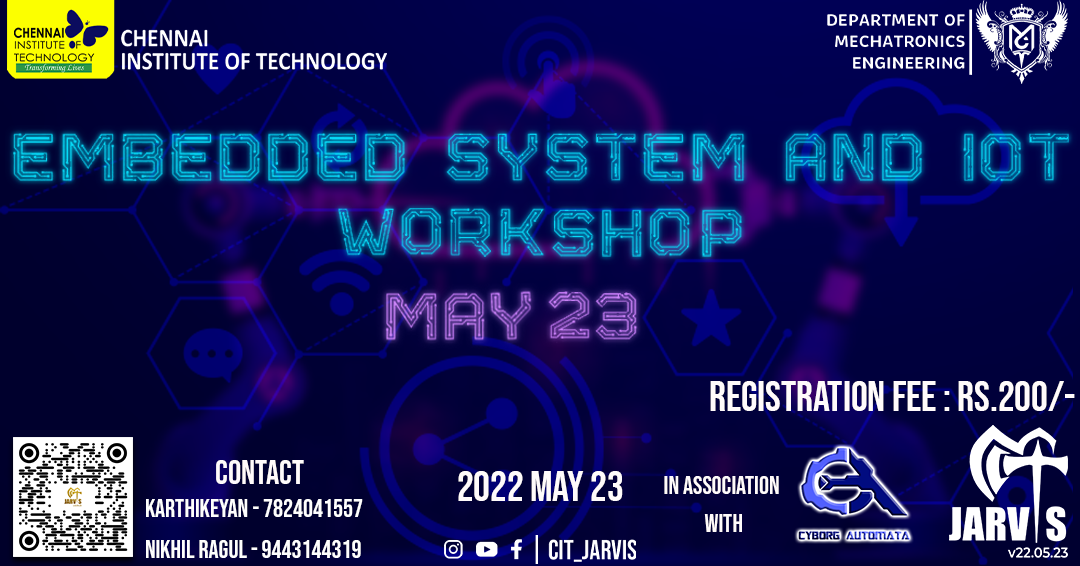 CHENNAI
INSTITUTE OF
TECHNOLOGY
Transforming Lives
CHENNAI
INSTITUTE OF TECHNOLOGY
DEPARTMENT OF
MECHATRONICS
ENGINEERING
EMBEDDED SYSTEM AND IOT
WORKSHOP
MAY 23
REGISTRATION FEE : RS.200/-
JARVIS
CONTACT
KARTHIKEYAN - 7824041557
NIKHIL RAGUL - 9443144319
2022 MAY 23
CIT_JARVIS
IN ASSOCIATION
WITH
CYBORG AUTOMATA
JARVIS
v22.05.23